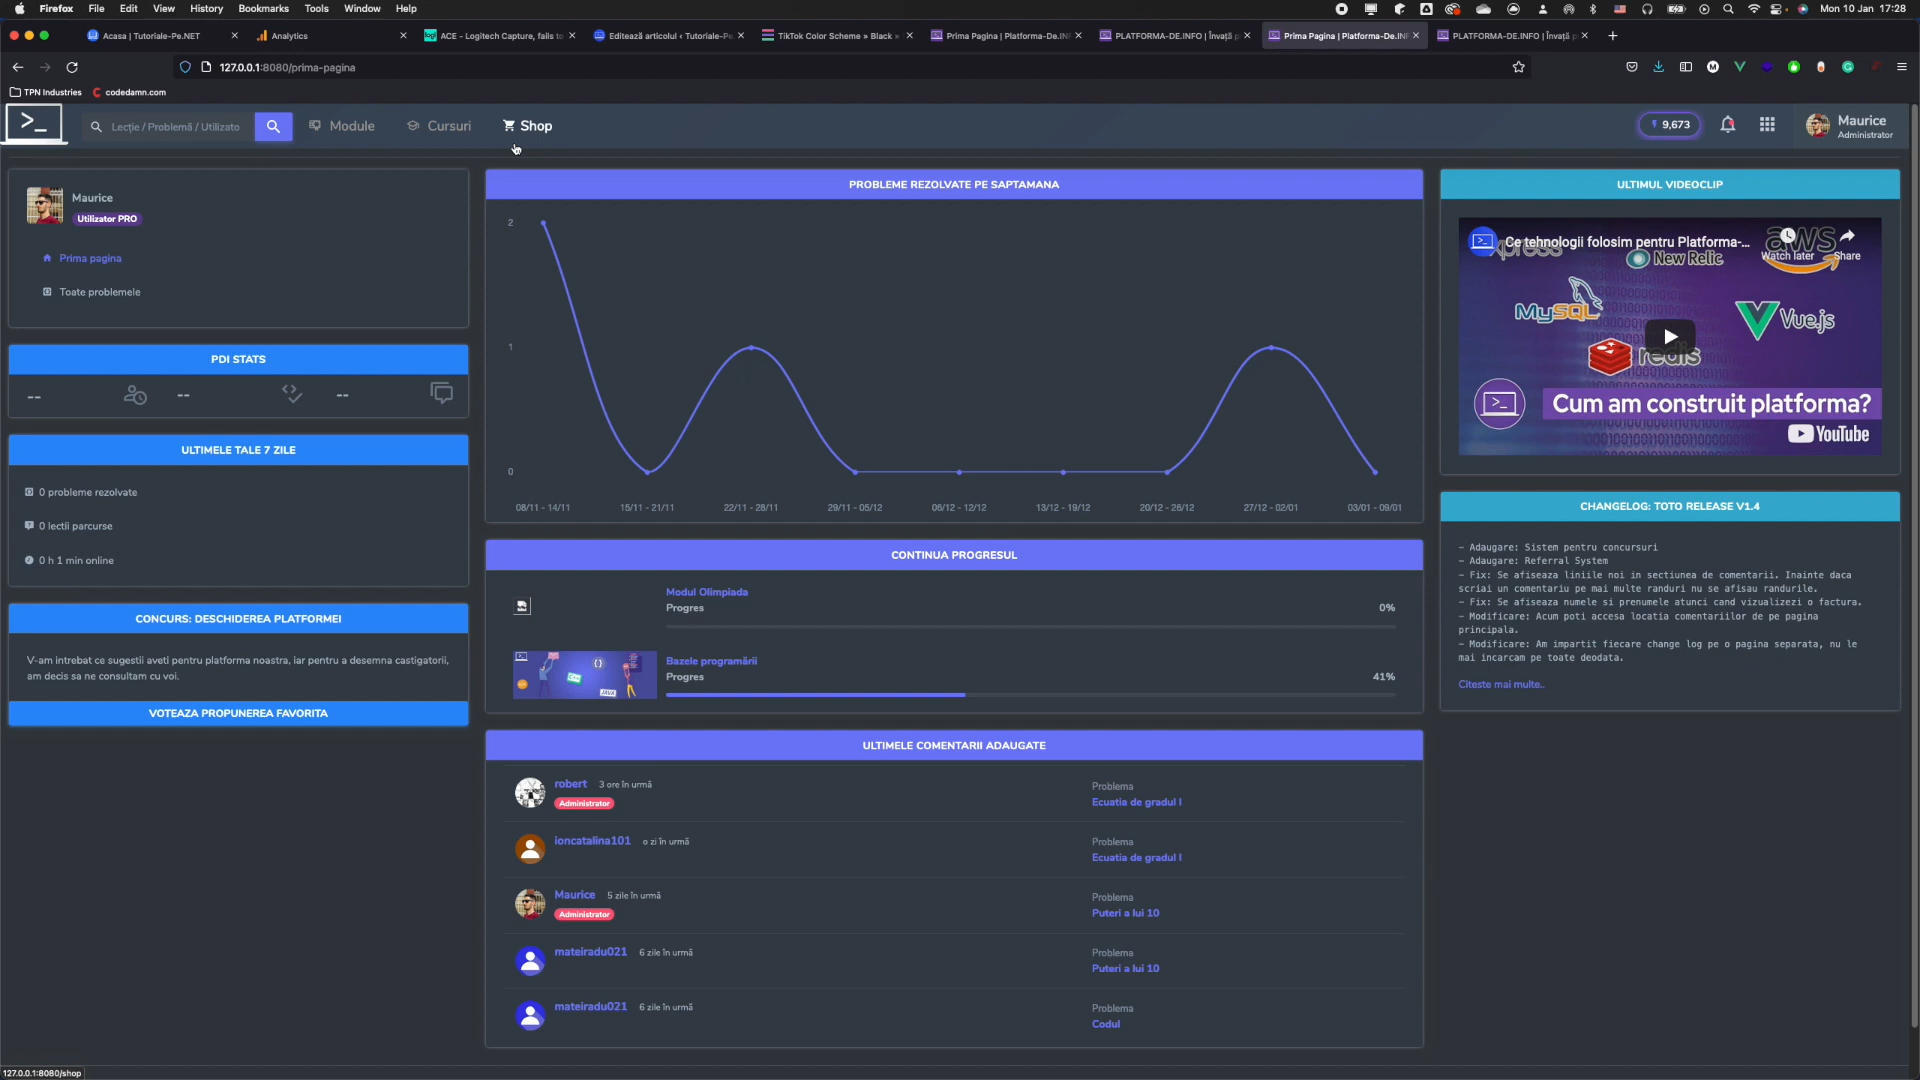 Firefox File Edit View History Bookmarks Tools Window Help
Mon 10 Jan 17:28
Acasa | Tutoriale-Pe.NET
Analytics
ACE - Logitech Capture, fails to
Editează articolul ‹ Tutoriale-Pe
TikTok Color Scheme » Black »
Prima Pagina | Platforma-De.INF
PLATFORMA-DE.INFO | Învață p
Prima Pagina | Platforma-De.INF
PLATFORMA-DE.INFO | Învață p
127.0.0.1:8080/prima-pagina
TPN Industries
codedamn.com
>_
Lecție / Problemă / Utilizato
Module
Cursuri
Shop
9,673
Maurice
Administrator
Maurice
Utilizator PRO
Prima pagina
Toate problemele
PDI STATS
-- -- --
ULTIMELE TALE 7 ZILE
0 probleme rezolvate
0 lectii parcurse
0 h 1 min online
CONCURS: DESCHIDEREA PLATFORMEI
V-am intrebat ce sugestii aveti pentru platforma noastra, iar pentru a desemna castigatorii,
am decis sa ne consultam cu voi.
VOTEAZA PROPUNEREA FAVORITA
PROBLEME REZOLVATE PE SAPTAMANA
2
1
0
08/11 - 14/11 15/11 - 21/11 22/11 - 28/11 29/11 - 05/12 06/12 - 12/12 13/12 - 19/12 20/12 - 26/12 27/12 - 02/01 03/01 - 09/01
CONTINUA PROGRESUL
Modul Olimpiada
Progres 0%
Bazele programării
Progres 41%
JAVA
ULTIMELE COMENTARII ADAUGATE
robert 3 ore în urmă
Administrator
Problema
Ecuatia de gradul I
ioncatalina101 o zi în urmă
Problema
Ecuatia de gradul I
Maurice 5 zile în urmă
Administrator
Problema
Puteri a lui 10
mateiradu021 6 zile în urmă
Problema
Puteri a lui 10
mateiradu021 6 zile în urmă
Problema
Codul
ULTIMUL VIDEOCLIP
Ce tehnologii folosim pentru Platforma-...
Watch later
Share
express
aws
New Relic
MySQL
Vue.js
redis
>_
Cum am construit platforma?
YouTube
CHANGELOG: TOTO RELEASE V1.4
- Adaugare: Sistem pentru concursuri
- Adaugare: Referral System
- Fix: Se afiseaza liniile noi in sectiunea de comentarii. Inainte daca
scriai un comentariu pe mai multe randuri nu se afisau randurile.
- Fix: Se afiseaza numele si prenumele atunci cand vizualizezi o factura.
- Modificare: Acum poti accesa locatia comentariilor de pe pagina
principala.
- Modificare: Am impartit fiecare change log pe o pagina separata, nu le
mai incarcam pe toate deodata.
Citeste mai multe..
127.0.0.1:8080/shop